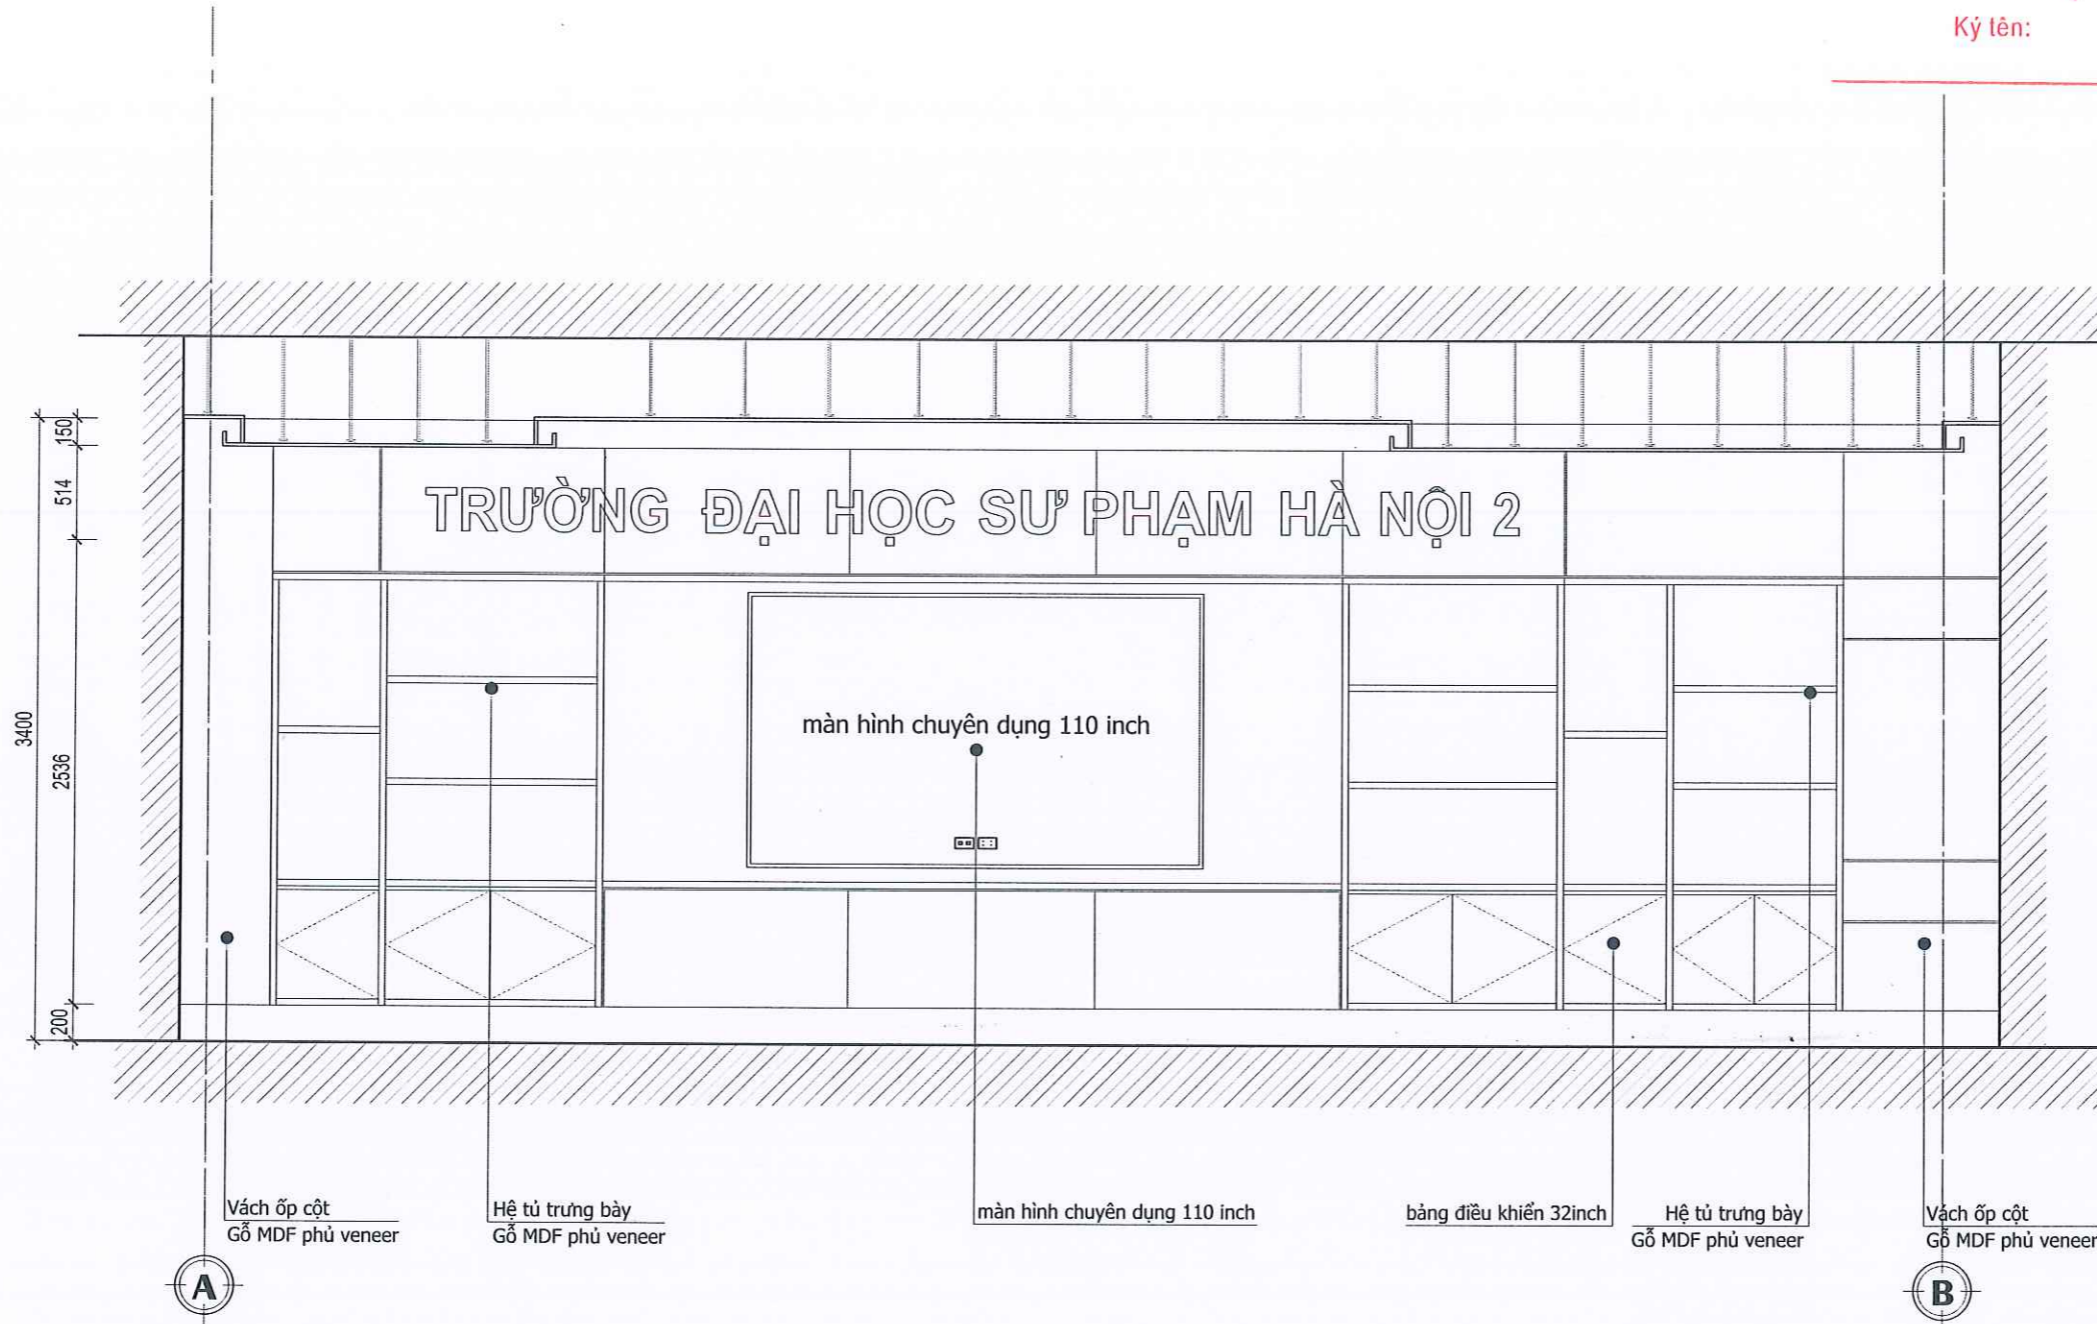 Ký tên:
150
514
TRƯỜNG ĐẠI HỌC SƯ PHẠM HÀ NỘI 2
3400
2536
màn hình chuyên dụng 110 inch
200
Vách ốp cột
Gỗ MDF phủ veneer
Hệ tủ trưng bày
Gỗ MDF phủ veneer
màn hình chuyên dụng 110 inch
bảng điều khiển 32inch
Hệ tủ trưng bày
Gỗ MDF phủ veneer
Vách ốp cột
Gỗ MDF phủ veneer
A
B